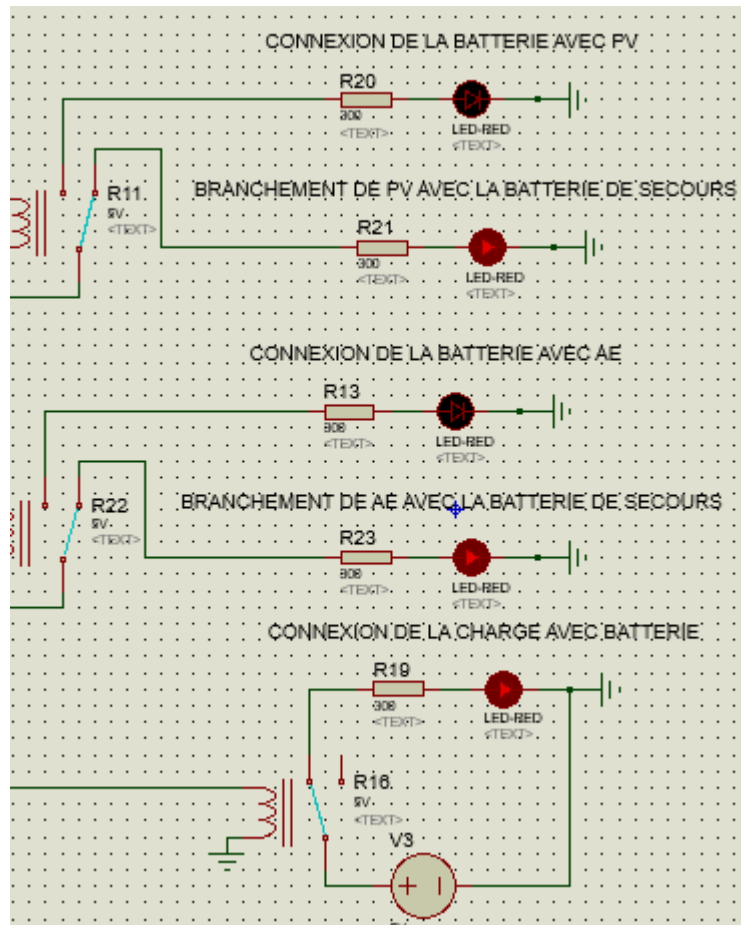 CONNEXION DE LA BATTERIE AVEC PV
R20
300
<TEXT>
LED-RED
<TEXT>
R11
5V
<TEXT>
BRANCHEMENT DE PV AVEC LA BATTERIE DE SECOURS
R21
300
<TEXT>
LED-RED
<TEXT>
CONNEXION DE LA BATTERIE AVEC AE
R13
300
<TEXT>
LED-RED
<TEXT>
R22
5V
<TEXT>
BRANCHEMENT DE AE AVEC LA BATTERIE DE SECOURS
R23
300
<TEXT>
LED-RED
<TEXT>
CONNEXION DE LA CHARGE AVEC BATTERIE
R19
300
<TEXT>
LED-RED
<TEXT>
R16
5V
<TEXT>
V3